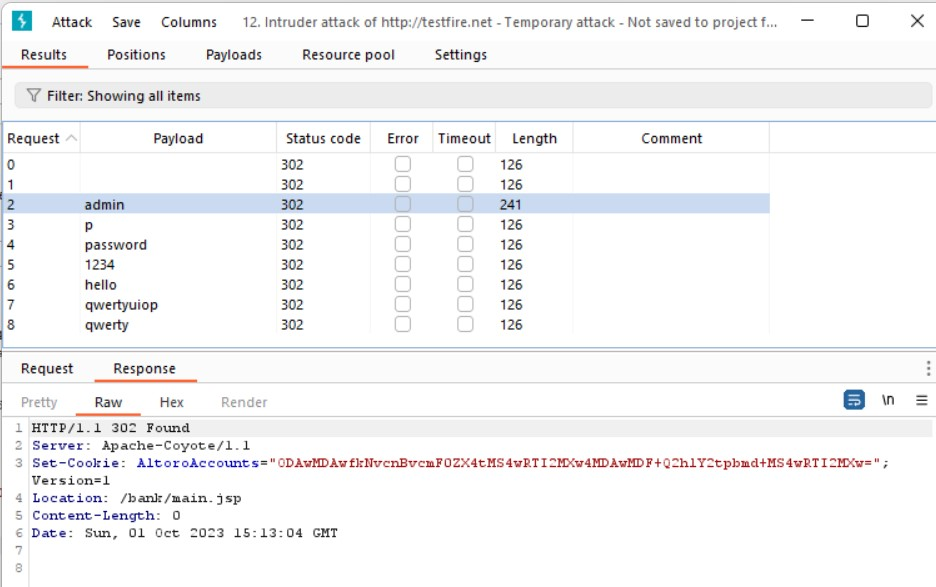 Attack Save Columns 12. Intruder attack of http://testfire.net - Temporary attack - Not saved to project f...
Results Positions Payloads Resource pool Settings
Filter: Showing all items
Request Payload Status code Error Timeout Length Comment
0 302 126
1 302 126
2 admin 302 241
3 p 302 126
4 password 302 126
5 1234 302 126
6 hello 302 126
7 qwertyuiop 302 126
8 qwerty 302 126
Request Response
Pretty Raw Hex Render \n
1 HTTP/1.1 302 Found
2 Server: Apache-Coyote/1.1
3 Set-Cookie: AltoroAccounts="ODAwMDAwfkNvcnBvcmF0ZX4tMS4wRTI2MXw4MDAwMDF+Q2hlY2tpbmd+MS4wRTI2MXw=";
Version=1
4 Location: /bank/main.jsp
5 Content-Length: 0
6 Date: Sun, 01 Oct 2023 15:13:04 GMT
7
8